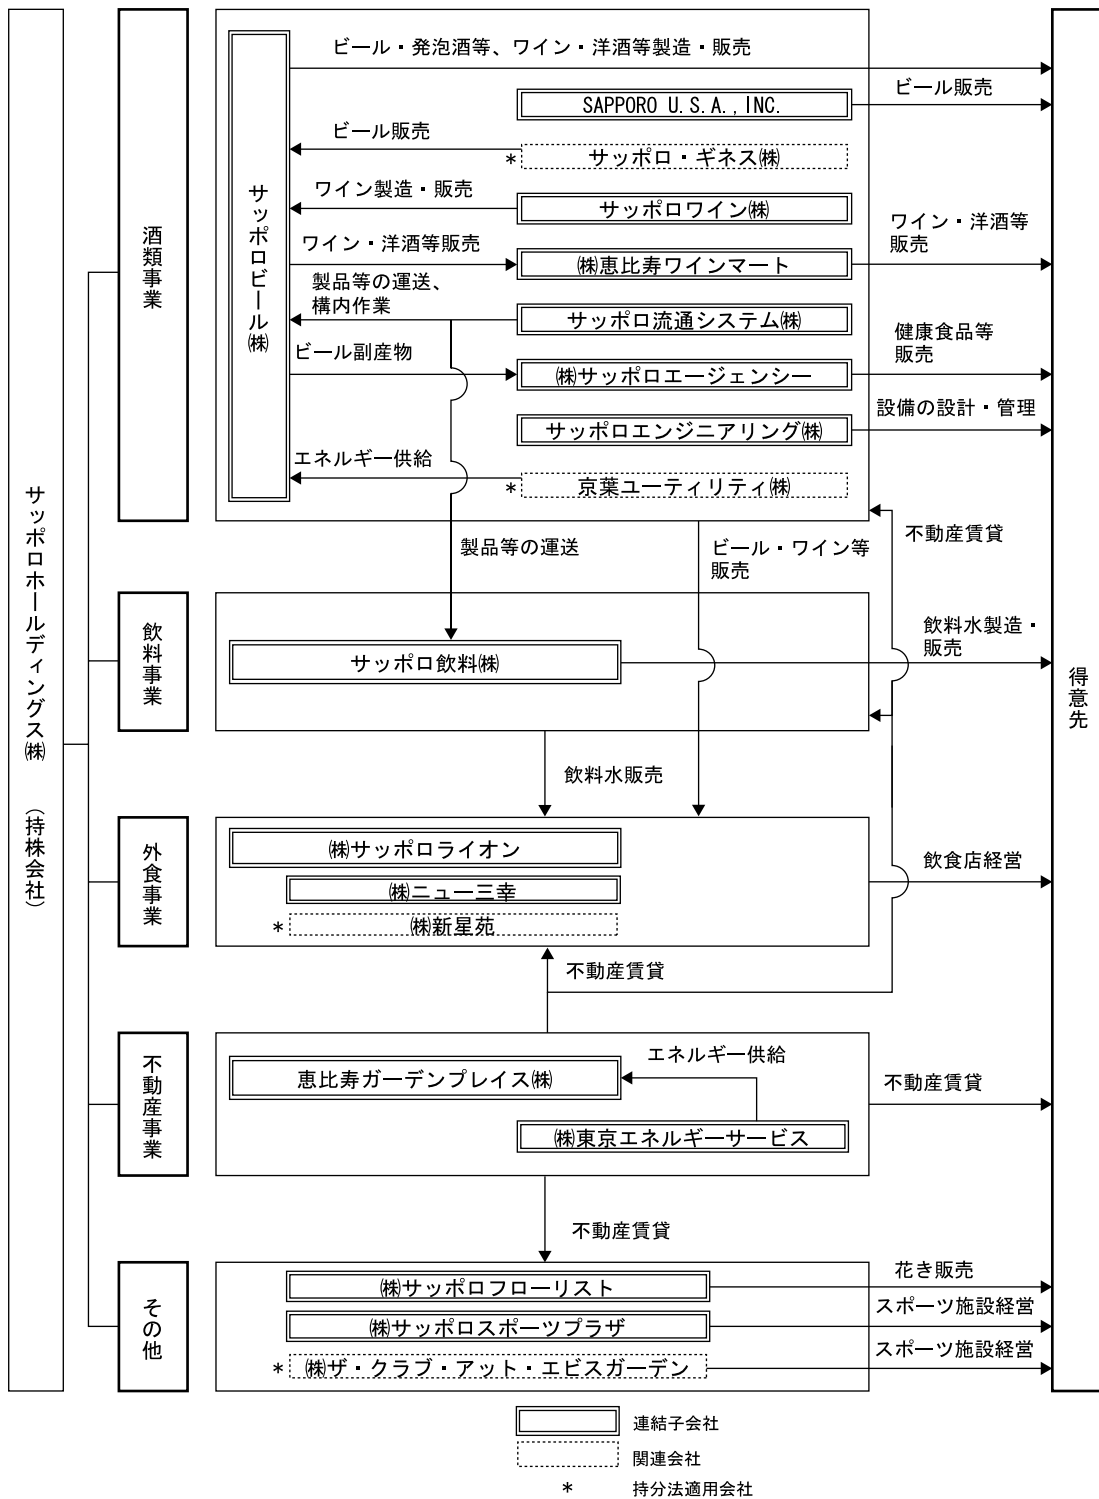 サッポロホールディングス㈱ （持株会社）
酒類事業
サッポロビール㈱
ビール・発泡酒等、ワイン・洋酒等製造・販売
SAPPORO U.S.A.,INC.
ビール販売
ビール販売
*
サッポロ・ギネス㈱
ワイン製造・販売
サッポロワイン㈱
ワイン・洋酒等販売
㈱恵比寿ワインマート
ワイン・洋酒等
販売
製品等の運送、
構内作業
サッポロ流通システム㈱
ビール副産物
㈱サッポロエージェンシー
健康食品等
販売
サッポロエンジニアリング㈱
設備の設計・管理
エネルギー供給
*
京葉ユーティリティ㈱
製品等の運送
ビール・ワイン等
販売
不動産賃貸
飲料事業
サッポロ飲料㈱
飲料水製造・
販売
得意先
飲料水販売
外食事業
㈱サッポロライオン
㈱ニュー三幸
*
㈱新星苑
飲食店経営
不動産賃貸
不動産事業
恵比寿ガーデンプレイス㈱
エネルギー供給
㈱東京エネルギーサービス
不動産賃貸
不動産賃貸
その他
㈱サッポロフローリスト
花き販売
㈱サッポロスポーツプラザ
スポーツ施設経営
*
㈱ザ・クラブ・アット・エビスガーデン
スポーツ施設経営
連結子会社
関連会社
* 持分法適用会社